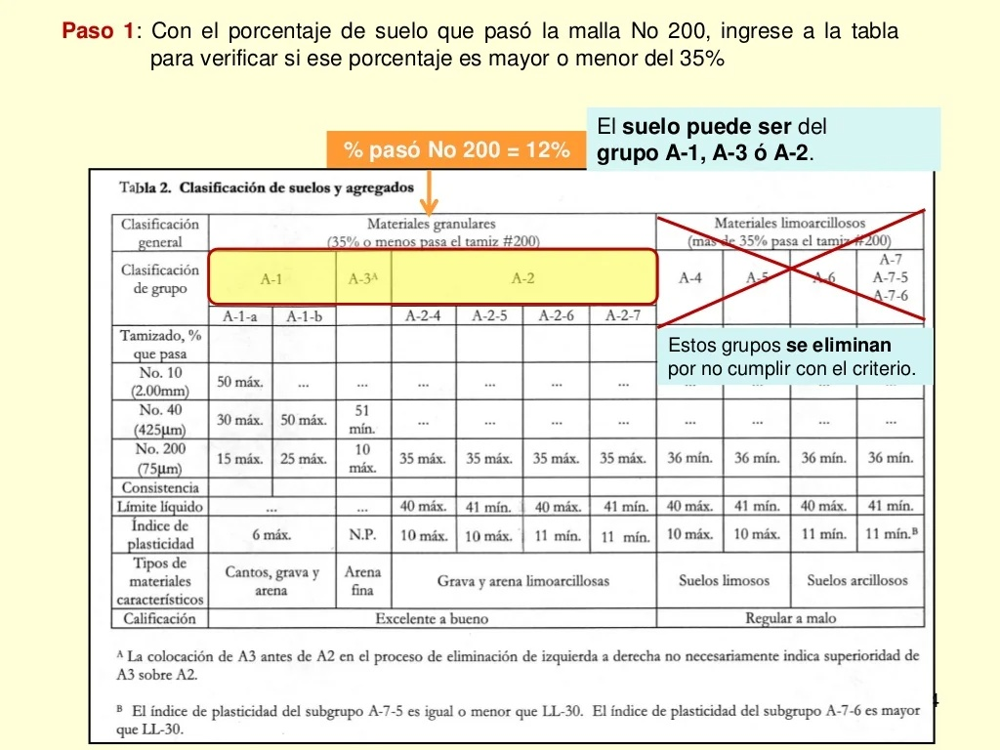 Paso 1: Con el porcentaje de suelo que pasó la malla No 200, ingrese a la tabla
para verificar si ese porcentaje es mayor o menor del 35%
El suelo puede ser del
grupo A-1, A-3 ó A-2.
% pasó No 200 = 12%
Tabla 2. Clasificación de suelos y agregados
Clasificación general | Materiales granulares (35% o menos pasa el tamiz #200) | Materiales limoarcillosos (más de 35% pasa el tamiz #200)
Clasificación de grupo | A-1 | A-3ᴬ | A-2 | A-4 | A-5 | A-6 | A-7 A-7-5 A-7-6
A-1-a | A-1-b | A-2-4 | A-2-5 | A-2-6 | A-2-7
Estos grupos se eliminan
por no cumplir con el criterio.
Tamizado, % que pasa
No. 10 (2.00mm) | 50 máx. | ... | ... | ... | ... | ... | ... | ... | ... | ... | ...
No. 40 (425µm) | 30 máx. | 50 máx. | 51 mín. | ... | ... | ... | ... | ... | ... | ... | ...
No. 200 (75µm) | 15 máx. | 25 máx. | 10 máx. | 35 máx. | 35 máx. | 35 máx. | 35 máx. | 36 mín. | 36 mín. | 36 mín. | 36 mín.
Consistencia
Límite líquido | ... | ... | 40 máx. | 41 mín. | 40 máx. | 41 mín. | 40 máx. | 41 mín. | 40 máx. | 41 mín.
Índice de plasticidad | 6 máx. | N.P. | 10 máx. | 10 máx. | 11 mín. | 11 mín. | 10 máx. | 10 máx. | 11 mín. | 11 mín.ᴮ
Tipos de materiales característicos | Cantos, grava y arena | Arena fina | Grava y arena limoarcillosas | Suelos limosos | Suelos arcillosos
Calificación | Excelente a bueno | Regular a malo
ᴬ La colocación de A3 antes de A2 en el proceso de eliminación de izquierda a derecha no necesariamente indica superioridad de
A3 sobre A2.
ᴮ El índice de plasticidad del subgrupo A-7-5 es igual o menor que LL-30. El índice de plasticidad del subgrupo A-7-6 es mayor
que LL-30.